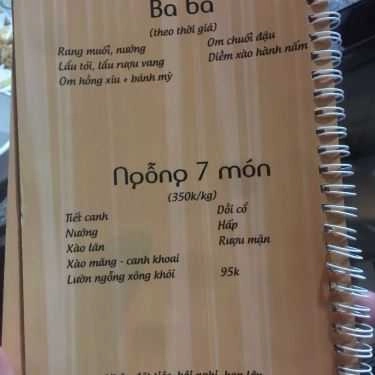 Ba ba
(theo thời giá)
Rang muối, nướng
Om chuối đậu
Lẩu tỏi, lẩu rượu vang
Diềm xào hành nấm
Om hồng xíu + bánh mỳ
Ngỗng 7 món
(350k/kg)
Tiết canh
Dồi cổ
Nướng
Hấp
Xào lăn
Rượu mận
Xào măng - canh khoai
Lườn ngỗng xông khói 95k